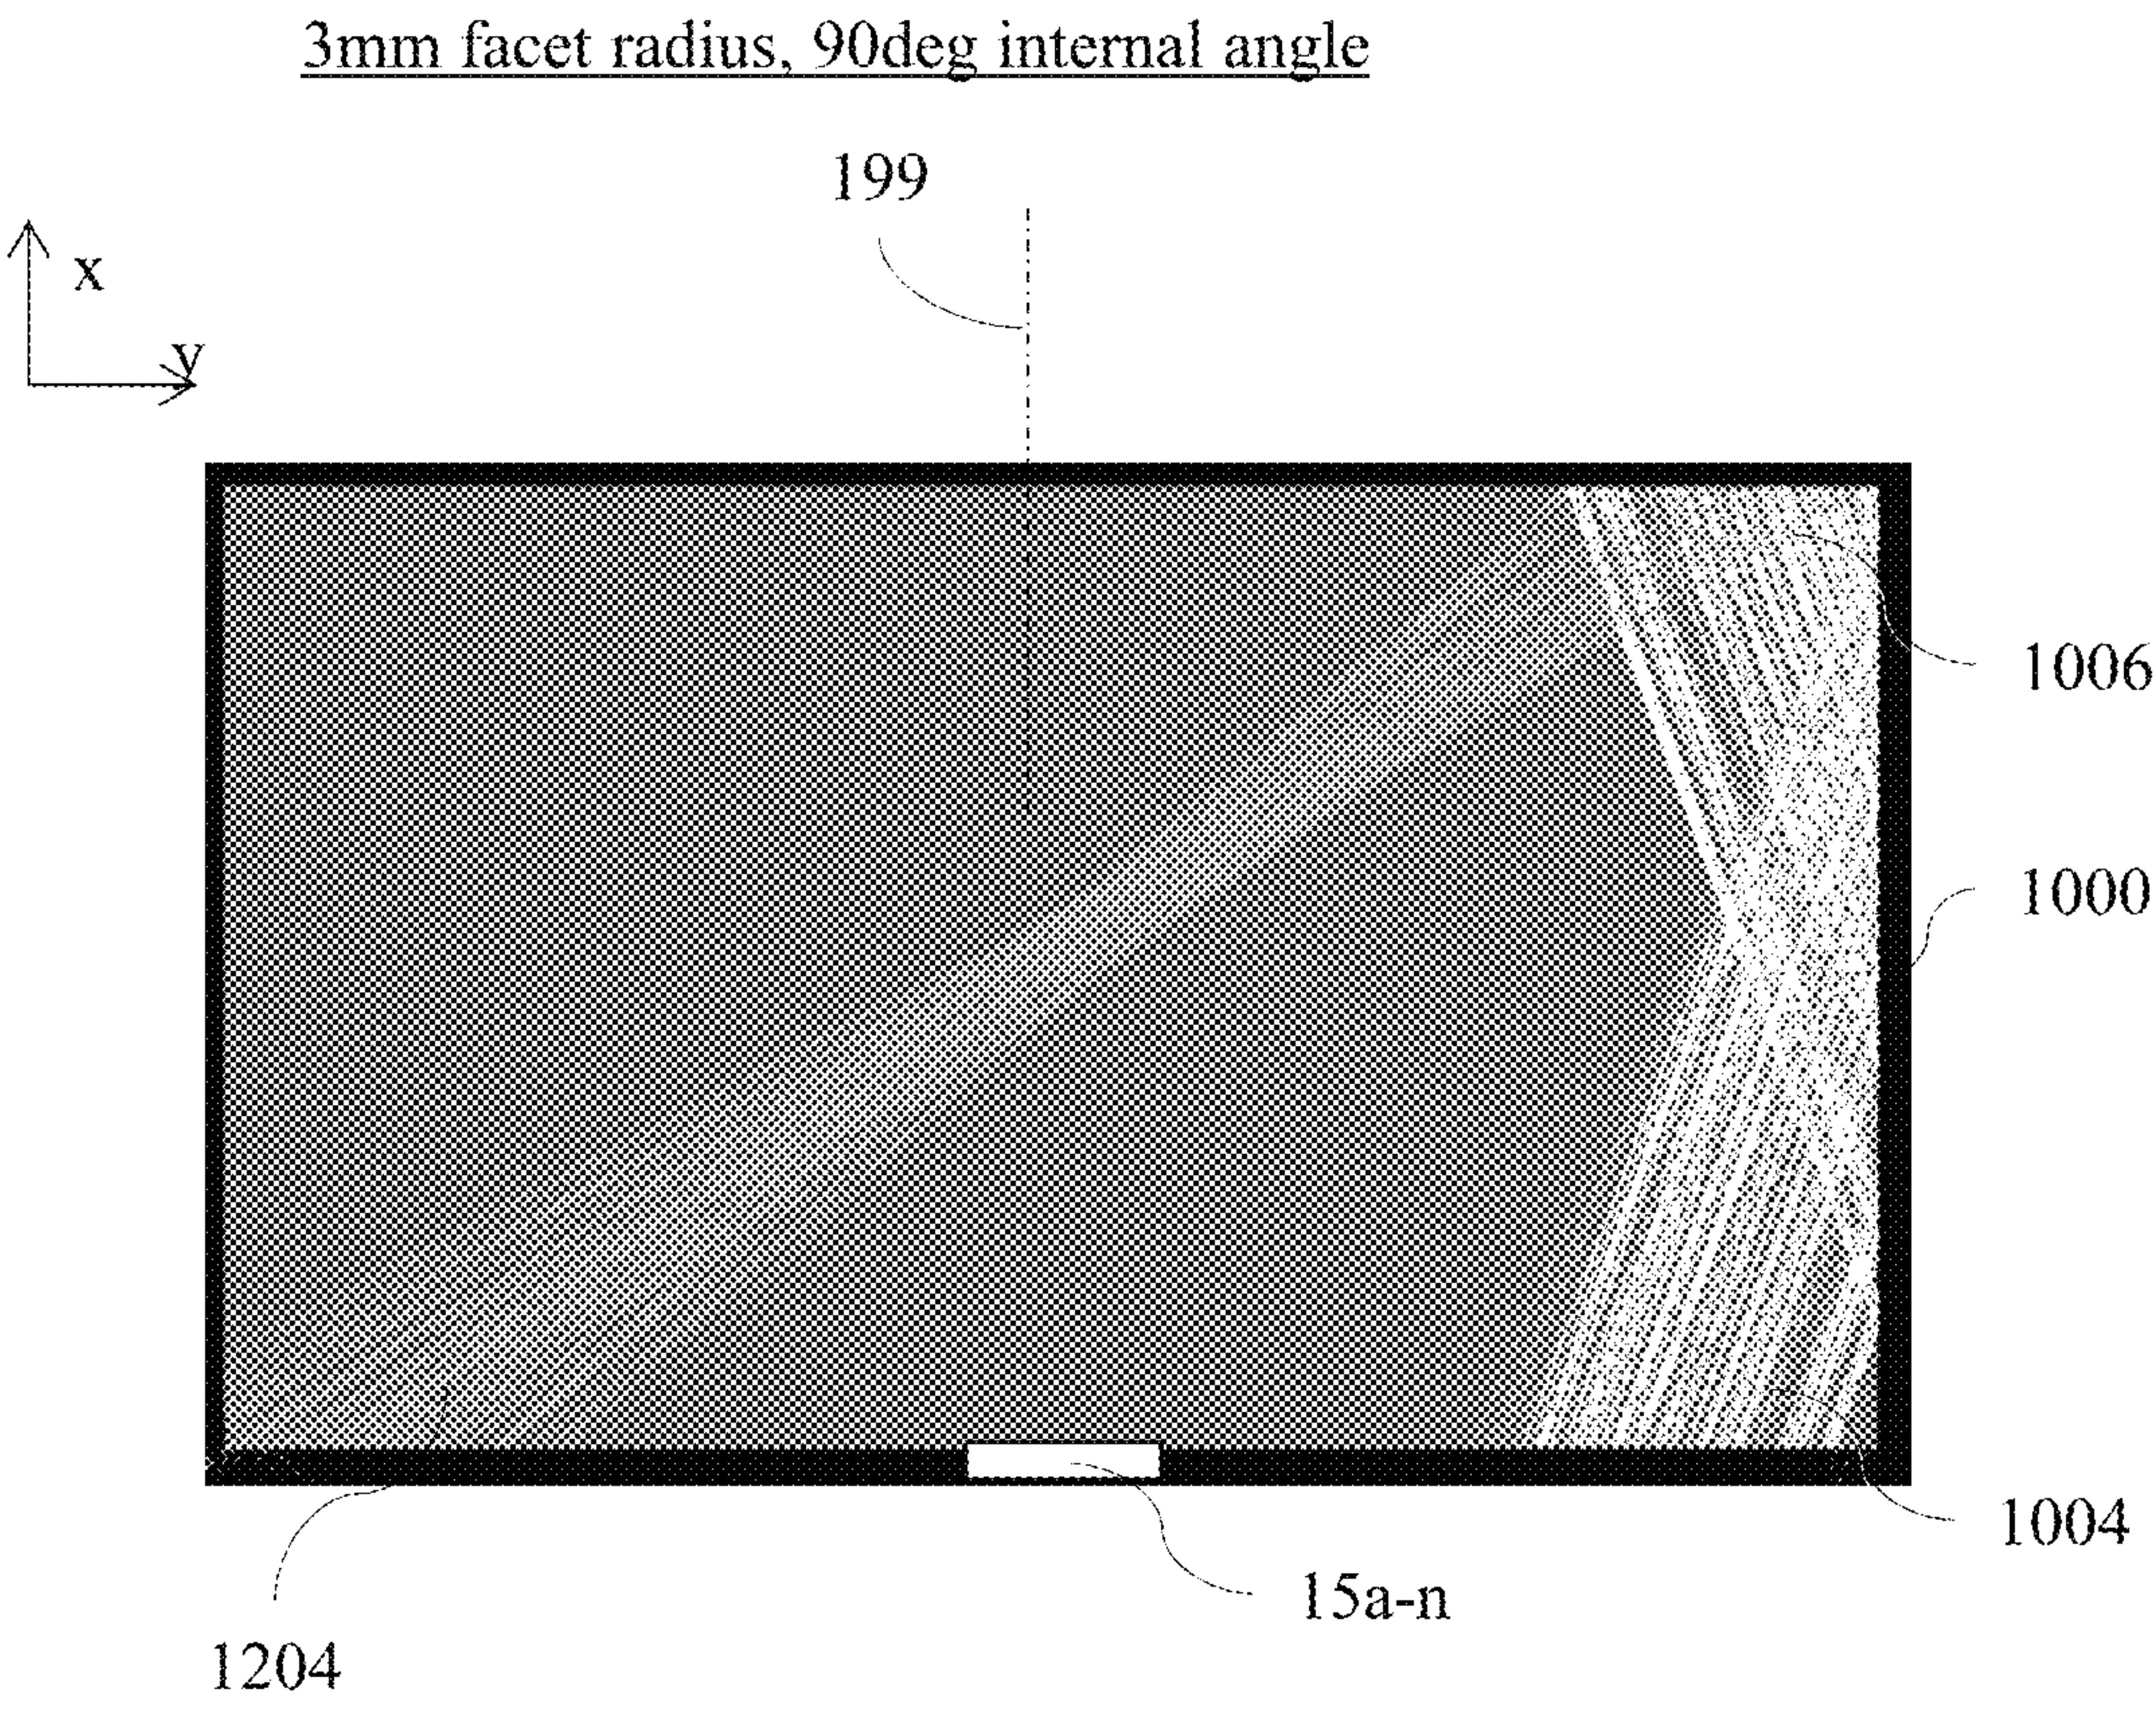 3mm facet radius, 90deg internal angle
199
x
y
1006
1000
1004
15a-n
1204